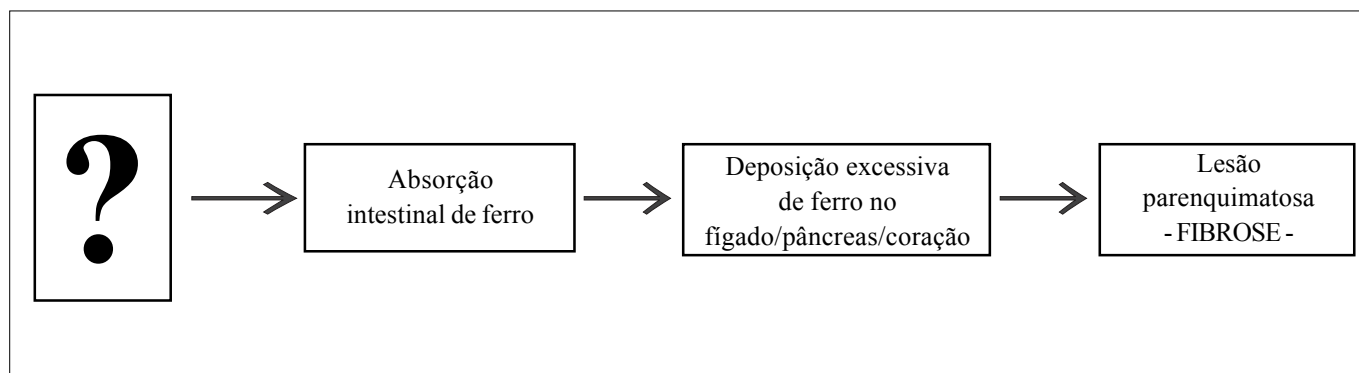 ?
Absorção
intestinal de ferro
Deposição excessiva
de ferro no
fígado/pâncreas/coração
Lesão
parenquimatosa
- FIBROSE -